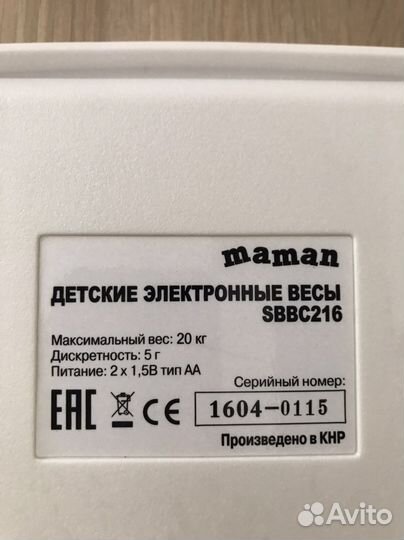 maman
ДЕТСКИЕ ЭЛЕКТРОННЫЕ ВЕСЫ
SBBC216
Максимальный вес: 20 кг
Дискретность: 5 г
Питание: 2 x 1,5В тип АА
Серийный номер:
EAC CE 1604-0115
Произведено в КНР
Avito